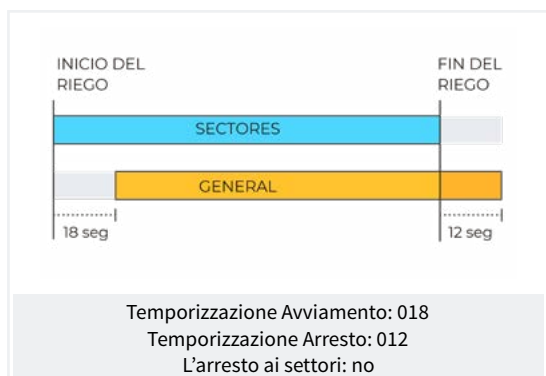 INICIO DEL
RIEGO
FIN DEL
RIEGO
SECTORES
GENERAL
18 seg
12 seg
Temporizzazione Avviamento: 018
Temporizzazione Arresto: 012
L'arresto ai settori: no